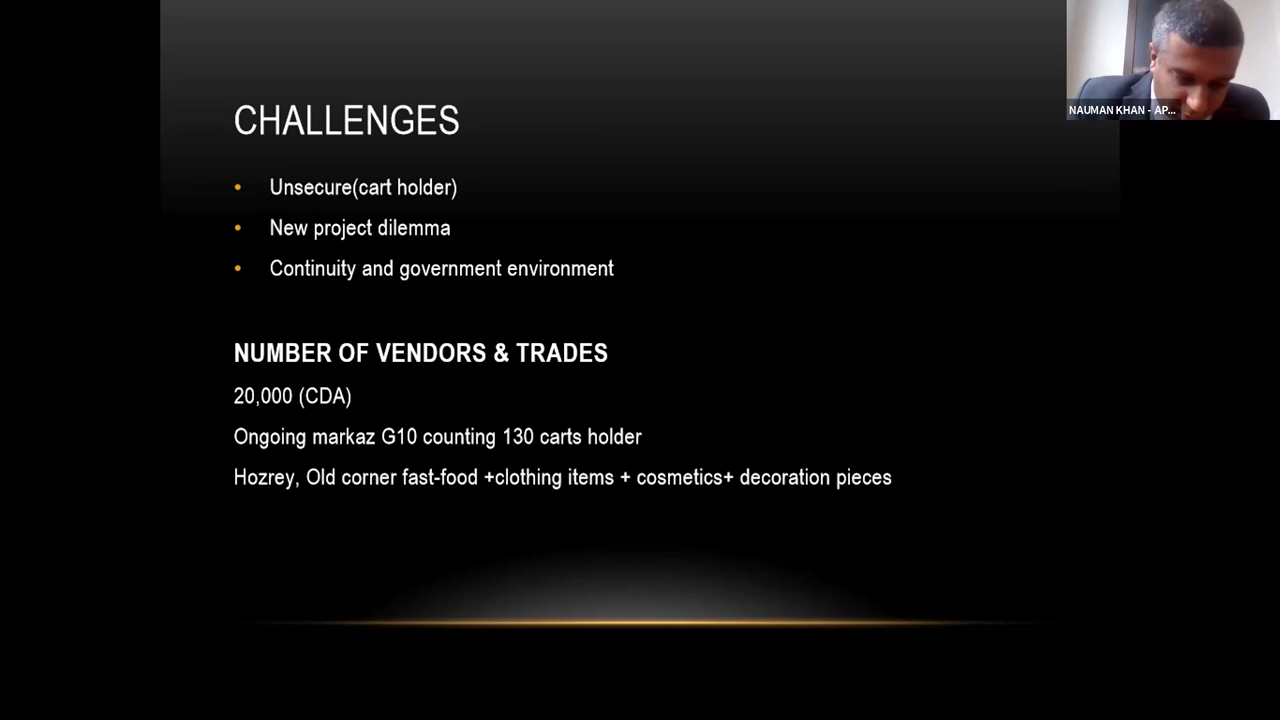 CHALLENGES
• Unsecure(cart holder)
• New project dilemma
• Continuity and government environment
NUMBER OF VENDORS & TRADES
20,000 (CDA)
Ongoing markaz G10 counting 130 carts holder
Hozrey, Old corner fast-food +clothing items + cosmetics+ decoration pieces
NAUMAN KHAN - AP...